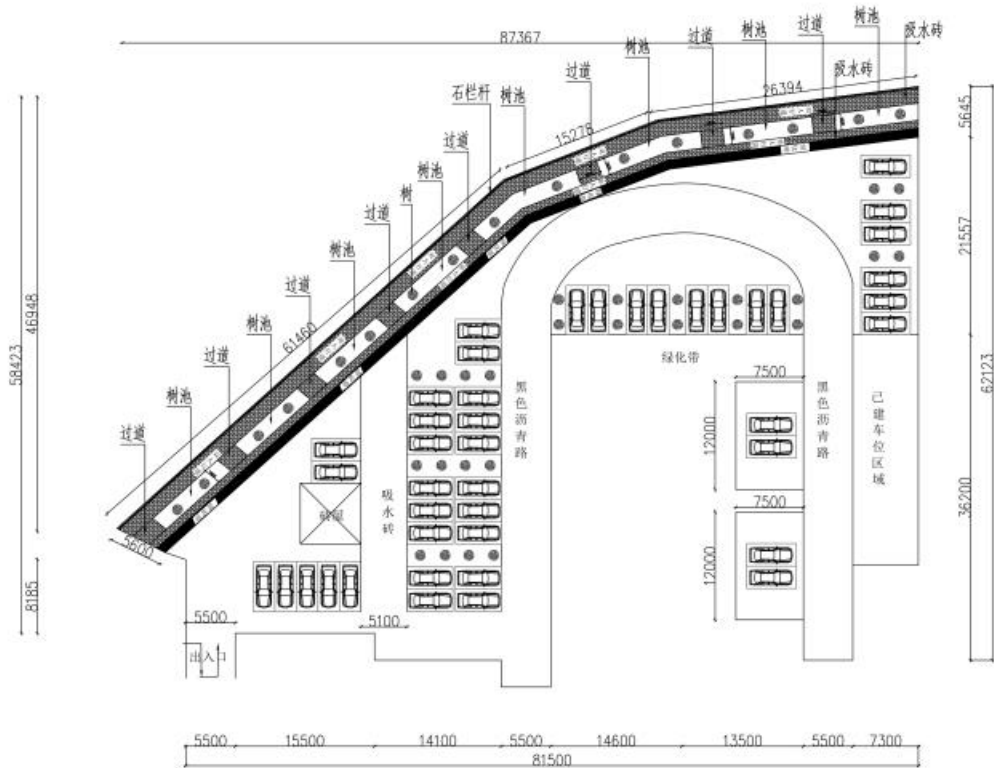 87367
过道
树池
过道
树池
吸水砖
树池
过道
树池
过道
吸水砖
石栏杆
树池
26394
5645
过道
15276
树池
树
过道
树池
过道
61460
树池
过道
树池
过道
46948
58423
21557
62123
绿化带
7500
黑色沥青路
黑色沥青路
已建车位区域
12000
吸水砖
砖屋
7500
36200
12000
5600
8185
5500
5100
出入口
5500
15500
14100
5500
14600
13500
5500
7300
81500